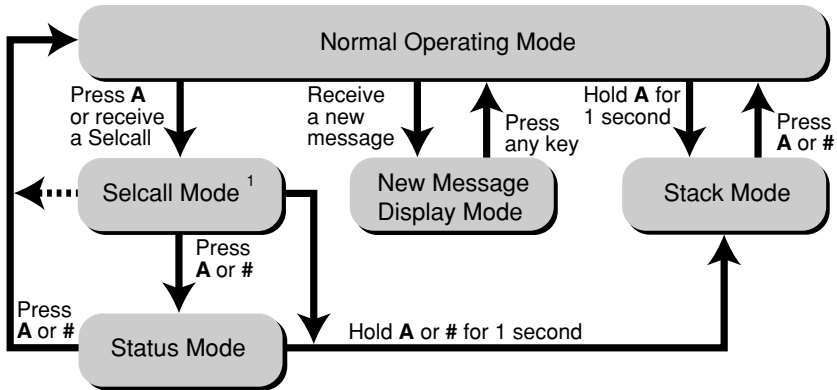 Normal Operating Mode
Press A
or receive
a Selcall
Receive
a new
message
Press
any key
Hold A for
1 second
Press
A or #
Selcall Mode 1
New Message
Display Mode
Stack Mode
Press
A or #
Press
A or #
Status Mode
Hold A or # for 1 second